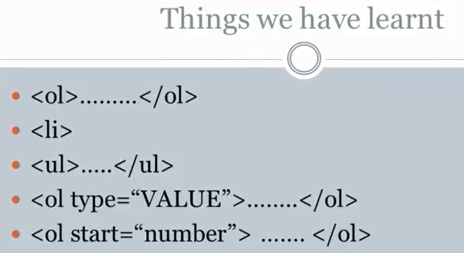 Things we have learnt
• <ol>.........</ol>
• <li>
• <ul>.....</ul>
• <ol type=“VALUE”>........</ol>
• <ol start=“number”> ....... </ol>